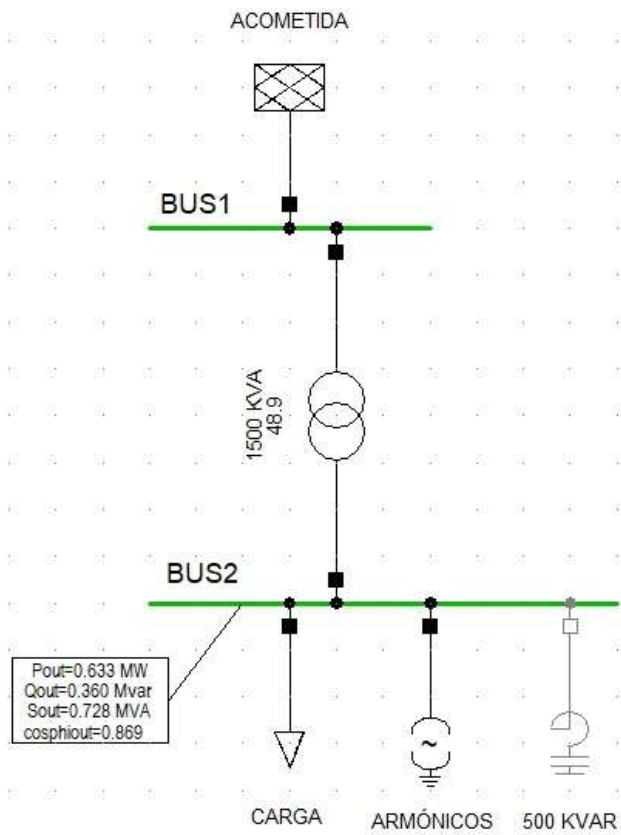 ACOMETIDA
BUS1
1500 KVA
48.9
BUS2
Pout=0.633 MW
Qout=0.360 Mvar
Sout=0.728 MVA
cosphiout=0.869
~
CARGA
ARMÓNICOS
500 KVAR